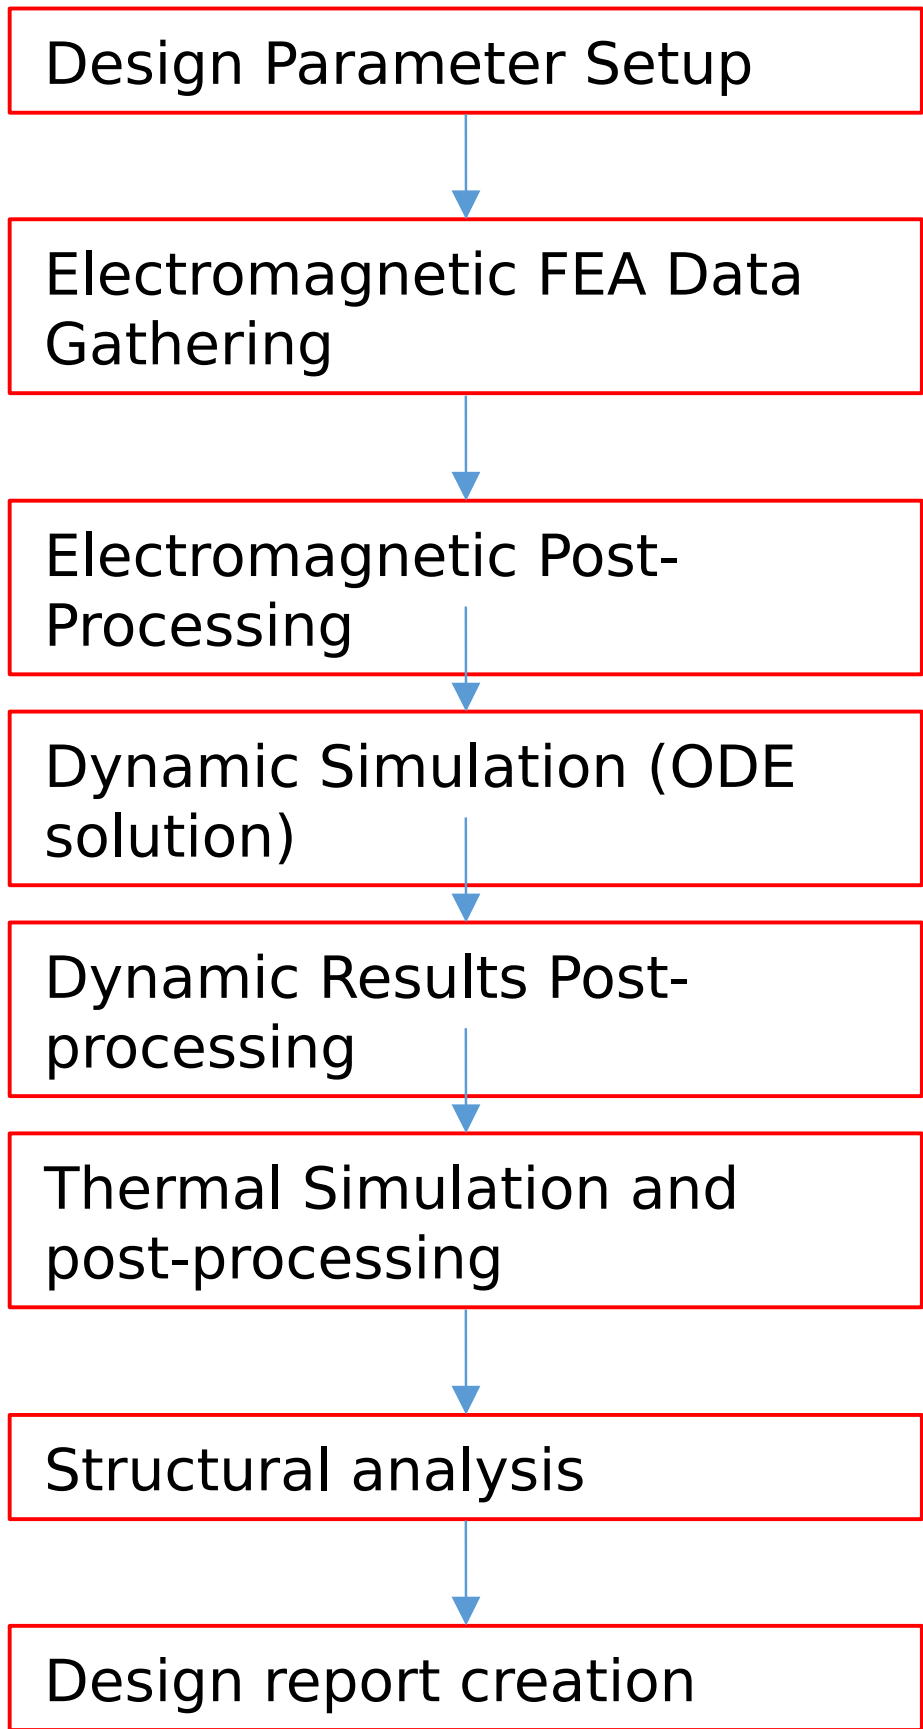 Design Parameter Setup
Electromagnetic FEA Data
Gathering
Electromagnetic Post-
Processing
Dynamic Simulation (ODE
solution)
Dynamic Results Post-
processing
Thermal Simulation and
post-processing
Structural analysis
Design report creation